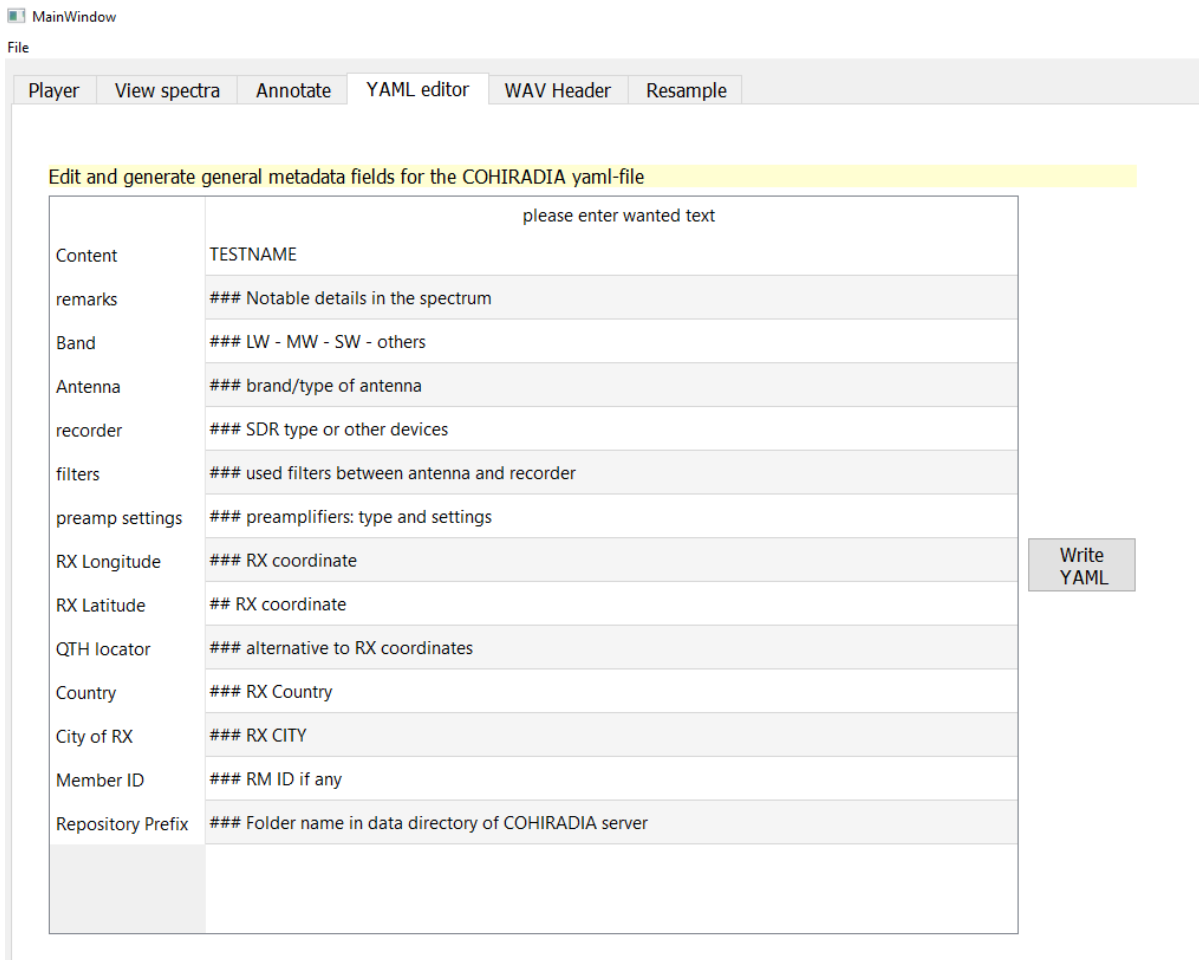 MainWindow
File
Player View spectra Annotate YAML editor WAV Header Resample
Edit and generate general metadata fields for the COHIRADIA yaml-file
please enter wanted text
Content TESTNAME
remarks ### Notable details in the spectrum
Band ### LW - MW - SW - others
Antenna ### brand/type of antenna
recorder ### SDR type or other devices
filters ### used filters between antenna and recorder
preamp settings ### preamplifiers: type and settings
RX Longitude ### RX coordinate
RX Latitude ## RX coordinate
QTH locator ### alternative to RX coordinates
Country ### RX Country
City of RX ### RX CITY
Member ID ### RM ID if any
Repository Prefix ### Folder name in data directory of COHIRADIA server
Write
YAML